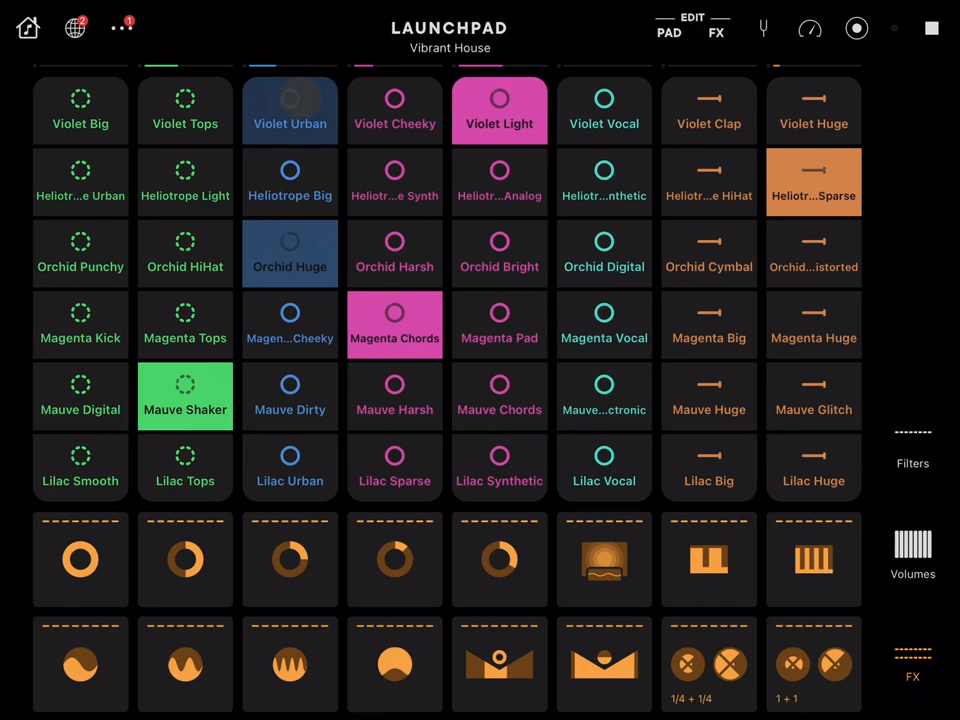 2
1
LAUNCHPAD
Vibrant House
EDIT
PAD FX
Violet Big
Violet Tops
Violet Urban
Violet Cheeky
Violet Light
Violet Vocal
Violet Clap
Violet Huge
Heliotr...e Urban
Heliotrope Light
Heliotrope Big
Heliotr...e Synth
Heliotr...Analog
Heliotr...nthetic
Heliotr...e HiHat
Heliotr...Sparse
Orchid Punchy
Orchid HiHat
Orchid Huge
Orchid Harsh
Orchid Bright
Orchid Digital
Orchid Cymbal
Orchid...istorted
Magenta Kick
Magenta Tops
Magen...Cheeky
Magenta Chords
Magenta Pad
Magenta Vocal
Magenta Big
Magenta Huge
Mauve Digital
Mauve Shaker
Mauve Dirty
Mauve Harsh
Mauve Chords
Mauve...ctronic
Mauve Huge
Mauve Glitch
Lilac Smooth
Lilac Tops
Lilac Urban
Lilac Sparse
Lilac Synthetic
Lilac Vocal
Lilac Big
Lilac Huge
Filters
Volumes
FX
1/4 + 1/4
1 + 1